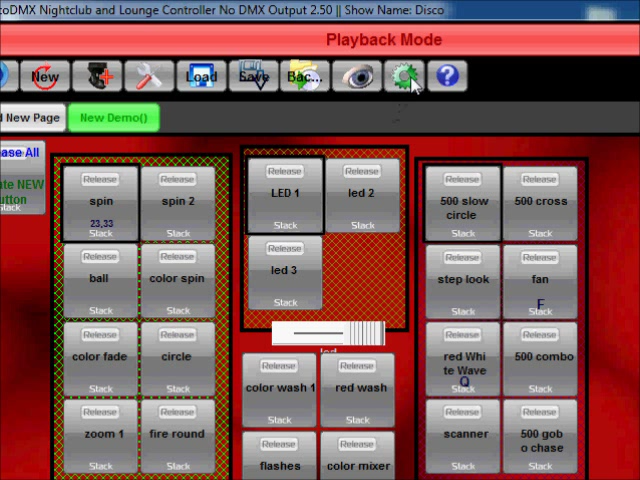 oDMX Nightclub and Lounge Controller No DMX Output 2.50 || Show Name: Disco
Playback Mode
New
Load
Save
Bac...
d New Page
New Demo()
ase All
ate NEW
utton
Stack
Release
spin
23,33
Stack
Release
spin 2
Stack
Release
LED 1
Stack
Release
led 2
Stack
Release
500 slow
circle
Stack
Release
500 cross
Stack
Release
ball
Stack
Release
color spin
Stack
Release
led 3
Stack
Release
step look
Stack
Release
fan
F
Stack
led
Release
color fade
Stack
Release
circle
Stack
Release
color wash 1
Stack
Release
red wash
Stack
Release
red Whi
te Wave
Q
Stack
Release
500 combo
Stack
Release
zoom 1
Stack
Release
fire round
Stack
Release
flashes
Release
color mixer
Release
scanner
Stack
Release
500 gob
o chase
Stack